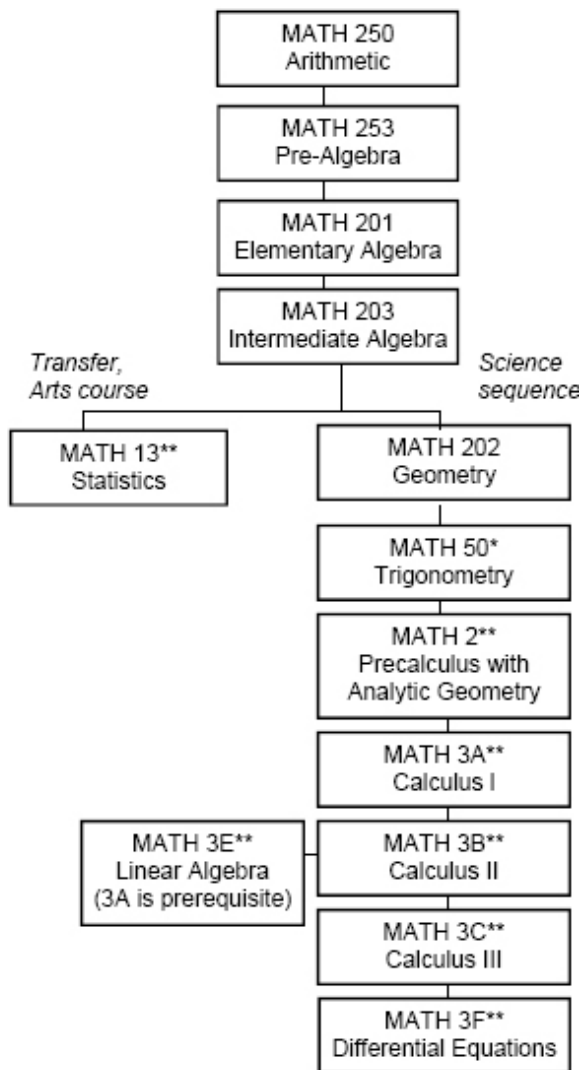 MATH 250
Arithmetic
MATH 253
Pre-Algebra
MATH 201
Elementary Algebra
MATH 203
Intermediate Algebra
Transfer,
Arts course
Science
sequence
MATH 13**
Statistics
MATH 202
Geometry
MATH 50*
Trigonometry
MATH 2**
Precalculus with
Analytic Geometry
MATH 3A**
Calculus I
MATH 3E**
Linear Algebra
(3A is prerequisite)
MATH 3B**
Calculus II
MATH 3C**
Calculus III
MATH 3F**
Differential Equations